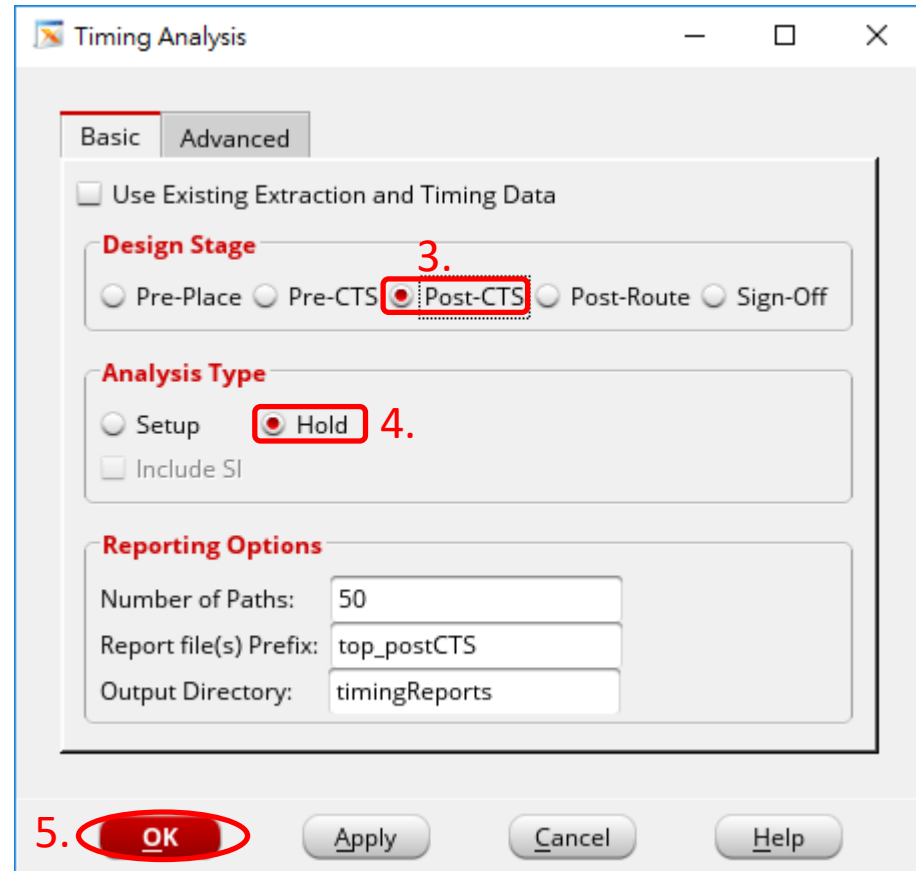 Timing Analysis
Basic Advanced
Use Existing Extraction and Timing Data
Design Stage
3.
Pre-Place Pre-CTS Post-CTS Post-Route Sign-Off
Analysis Type
Setup Hold 4.
Include SI
Reporting Options
Number of Paths: 50
Report file(s) Prefix: top_postCTS
Output Directory: timingReports
5. OK Apply Cancel Help